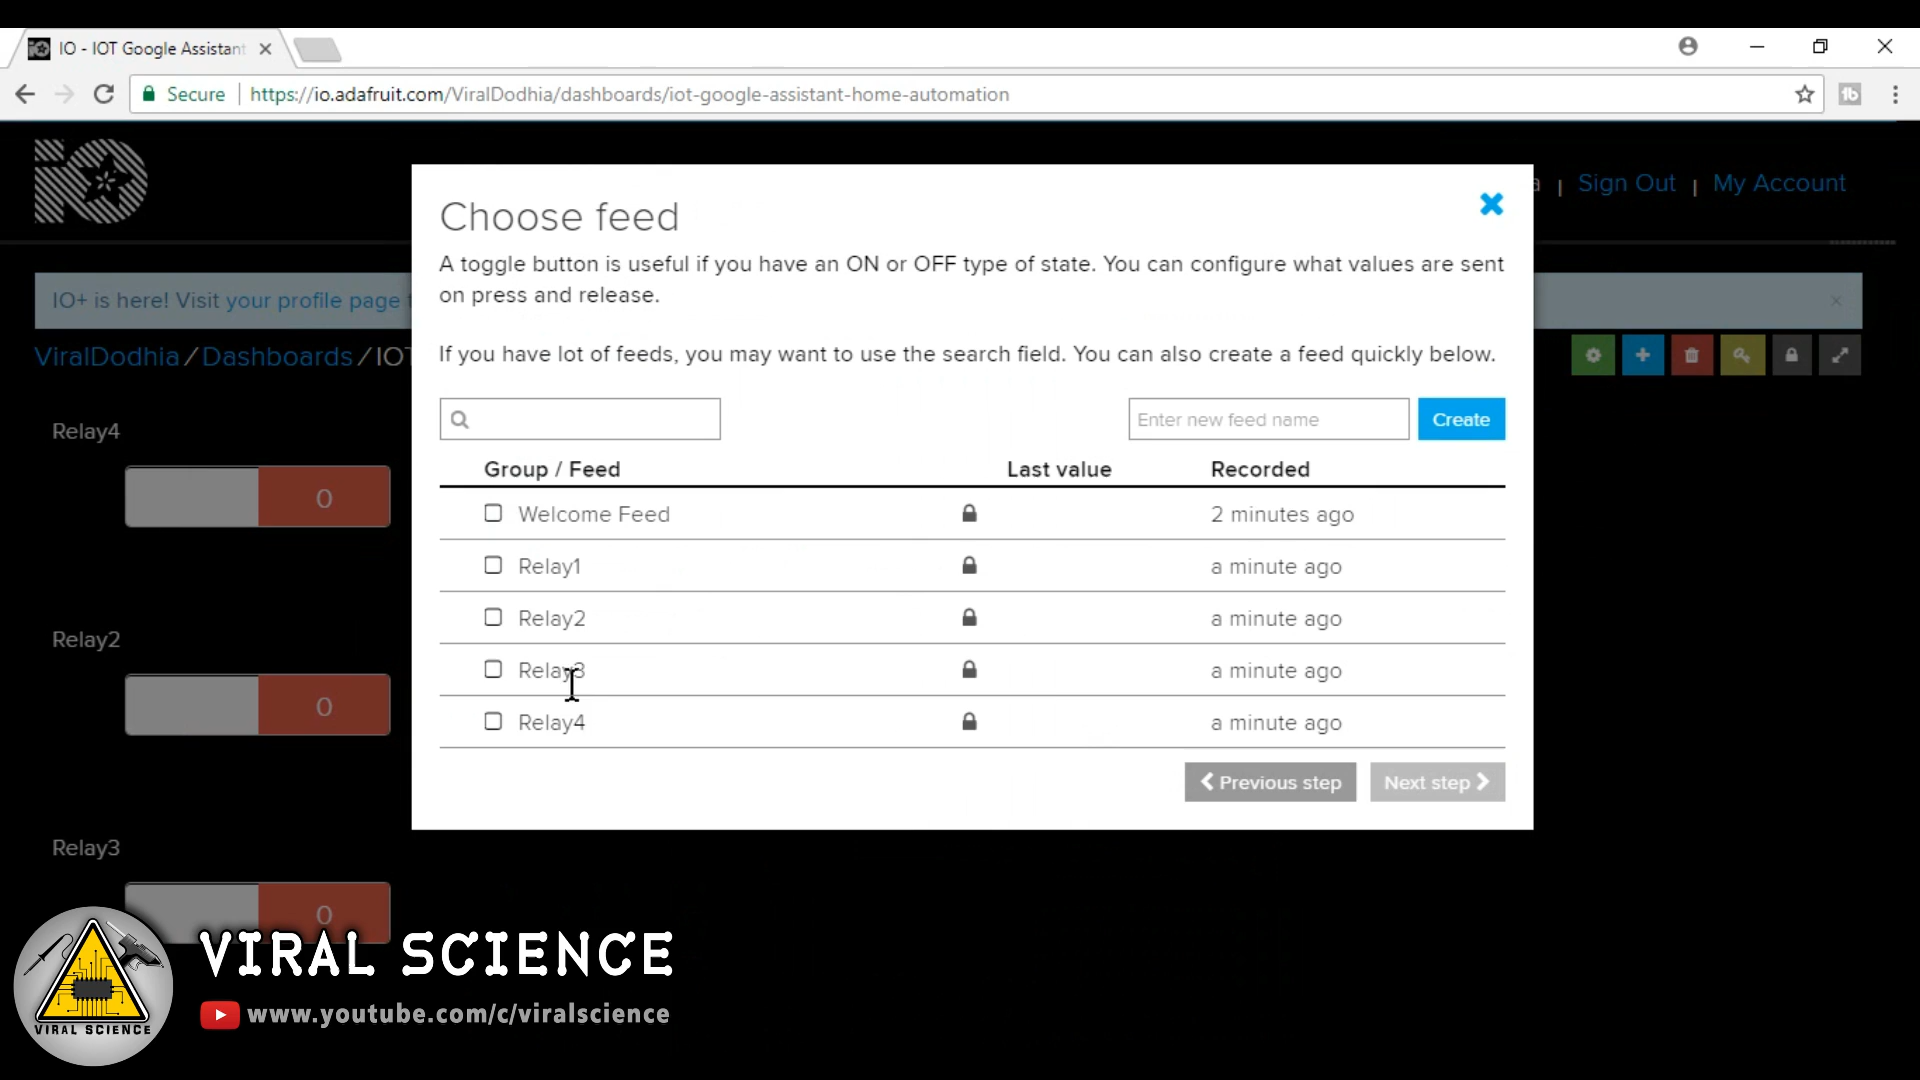 IO - IOT Google Assistant
Secure
https://io.adafruit.com/ViralDodhia/dashboards/iot-google-assistant-home-automation
a | Sign Out | My Account
IO+ is here! Visit your profile page
ViralDodhia / Dashboards / IOT
Choose feed
A toggle button is useful if you have an ON or OFF type of state. You can configure what values are sent
on press and release.
If you have lot of feeds, you may want to use the search field. You can also create a feed quickly below.
Enter new feed name
Create
Group / Feed Last value Recorded
Welcome Feed 2 minutes ago
Relay1 a minute ago
Relay2 a minute ago
Relay3 a minute ago
Relay4 a minute ago
Previous step
Next step
Relay4
0
Relay2
0
Relay3
0
VIRAL SCIENCE
VIRAL SCIENCE
www.youtube.com/c/viralscience